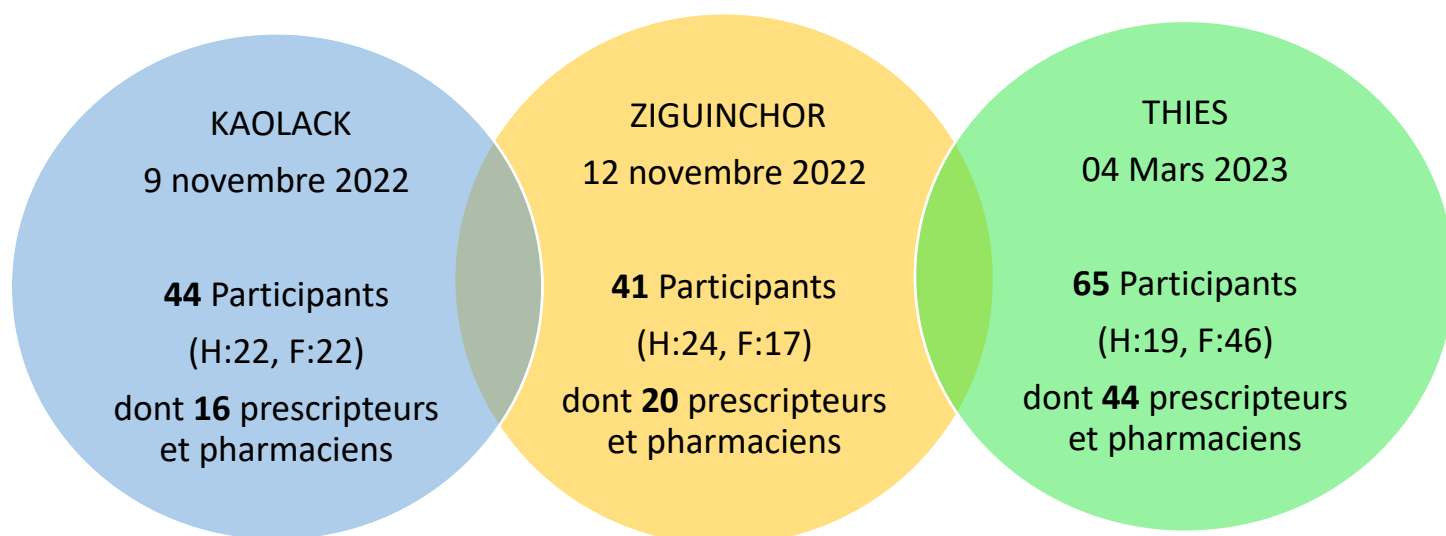 KAOLACK
9 novembre 2022
44 Participants
(H:22, F:22)
dont 16 prescripteurs
et pharmaciens
ZIGUINCHOR
12 novembre 2022
41 Participants
(H:24, F:17)
dont 20 prescripteurs
et pharmaciens
THIES
04 Mars 2023
65 Participants
(H:19, F:46)
dont 44 prescripteurs
et pharmaciens